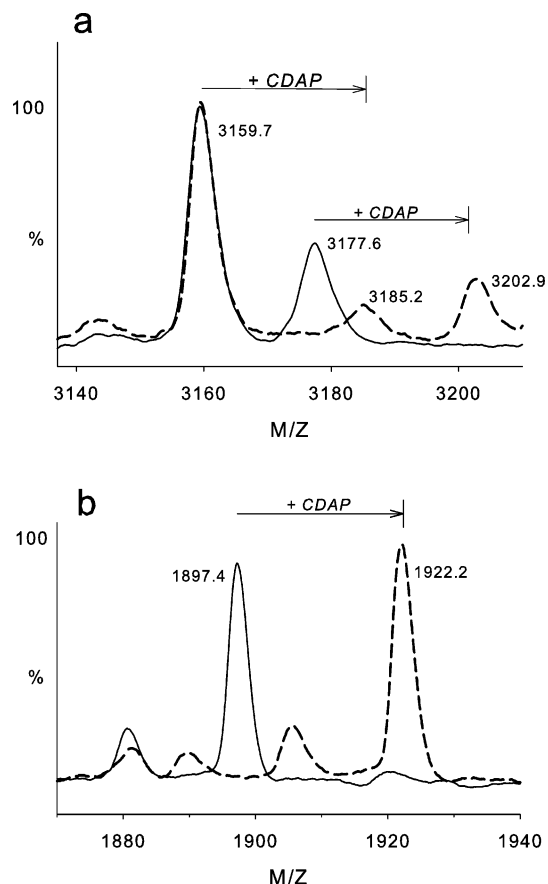 a
+ CDAP
100
3159.7
+ CDAP
%
3177.6
3185.2
3202.9
3140 3160 3180 3200
M/Z
b
+ CDAP
100
1897.4
1922.2
%
1880 1900 1920 1940
M/Z